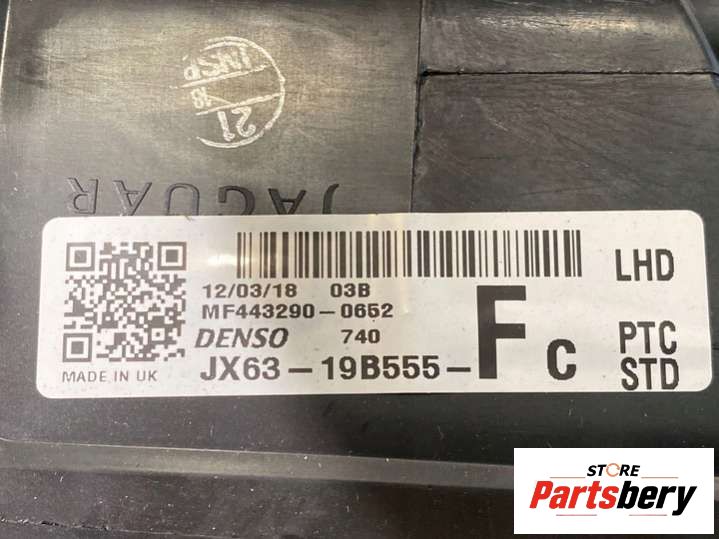 21
18
INSP
JAGUAR
12/03/18 03B
MF443290-0652
DENSO 740
JX63-19B555-FC
MADE IN UK
LHD
PTC
STD
STORE
Partsbery